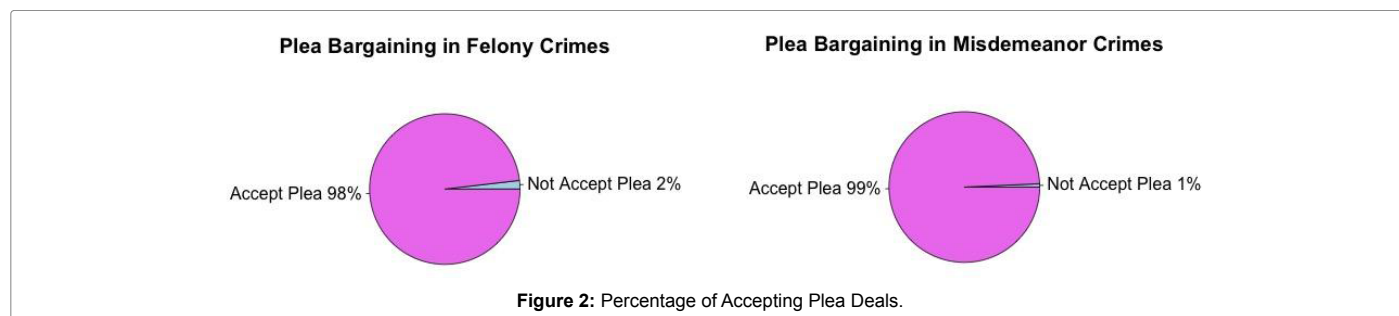 Plea Bargaining in Felony Crimes
Accept Plea 98%
Not Accept Plea 2%
Plea Bargaining in Misdemeanor Crimes
Accept Plea 99%
Not Accept Plea 1%
Figure 2: Percentage of Accepting Plea Deals.